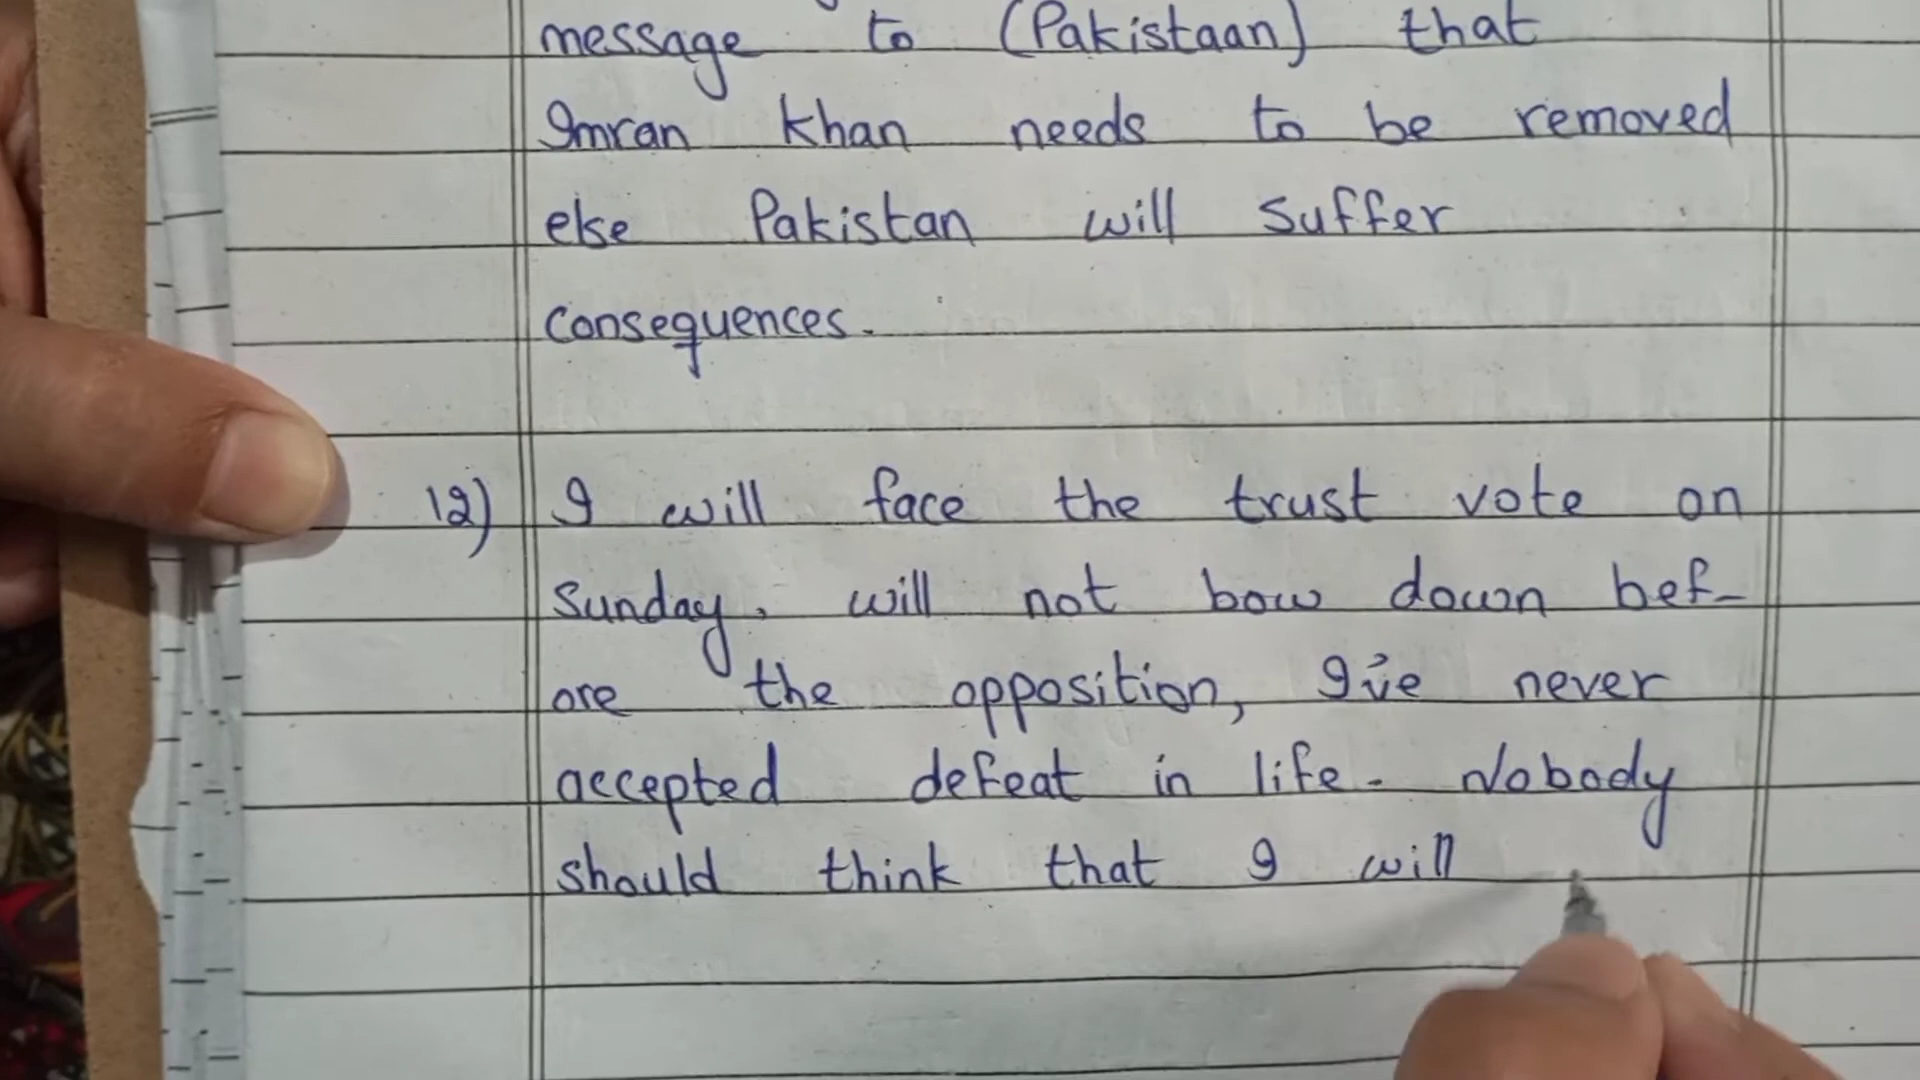 message to (Pakistaan) that
Imran Khan needs to be removed
else Pakistan will suffer
consequences.
12) I will face the trust vote on
Sunday, will not bow down bef-
ore the opposition, I've never
accepted defeat in life. Nobody
should think that I will